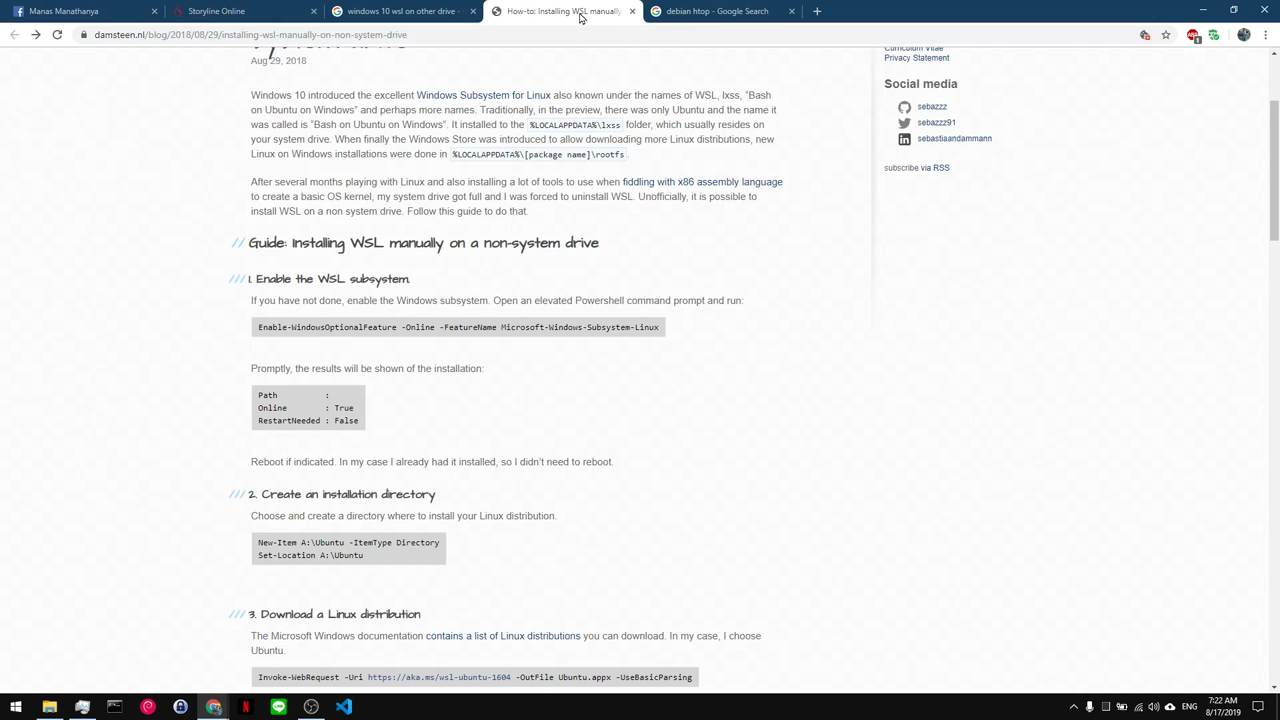 Manas Manathanya
Storyline Online
windows 10 wsl on other drive -
How-to: Installing WSL manually
debian htop - Google Search
damsteen.nl/blog/2018/08/29/installing-wsl-manually-on-non-system-drive
1
Aug 29, 2018
Windows 10 introduced the excellent Windows Subsystem for Linux also known under the names of WSL, lxss, "Bash
on Ubuntu on Windows" and perhaps more names. Traditionally, in the preview, there was only Ubuntu and the name it
was called is "Bash on Ubuntu on Windows". It installed to the %LOCALAPPDATA%\lxss folder, which usually resides on
your system drive. When finally the Windows Store was introduced to allow downloading more Linux distributions, new
Linux on Windows installations were done in %LOCALAPPDATA%\[package name]\rootfs.
After several months playing with Linux and also installing a lot of tools to use when fiddling with x86 assembly language
to create a basic OS kernel, my system drive got full and I was forced to uninstall WSL. Unofficially, it is possible to
install WSL on a non system drive. Follow this guide to do that.
// Guide: Installing WSL manually on a non-system drive
/// 1. Enable the WSL subsystem.
If you have not done, enable the Windows subsystem. Open an elevated Powershell command prompt and run:
Enable-WindowsOptionalFeature -Online -FeatureName Microsoft-Windows-Subsystem-Linux
Promptly, the results will be shown of the installation:
Path :
Online : True
RestartNeeded : False
Reboot if indicated. In my case I already had it installed, so I didn't need to reboot.
/// 2. Create an installation directory
Choose and create a directory where to install your Linux distribution.
New-Item A:\Ubuntu -ItemType Directory
Set-Location A:\Ubuntu
/// 3. Download a Linux distribution
The Microsoft Windows documentation contains a list of Linux distributions you can download. In my case, I choose
Ubuntu.
Invoke-WebRequest -Uri https://aka.ms/wsl-ubuntu-1604 -OutFile Ubuntu.appx -UseBasicParsing
Curriculum Vitae
Privacy Statement
Social media
sebazzz
sebazzz91
sebastiaandammann
subscribe via RSS
ENG
7:22 AM
8/17/2019